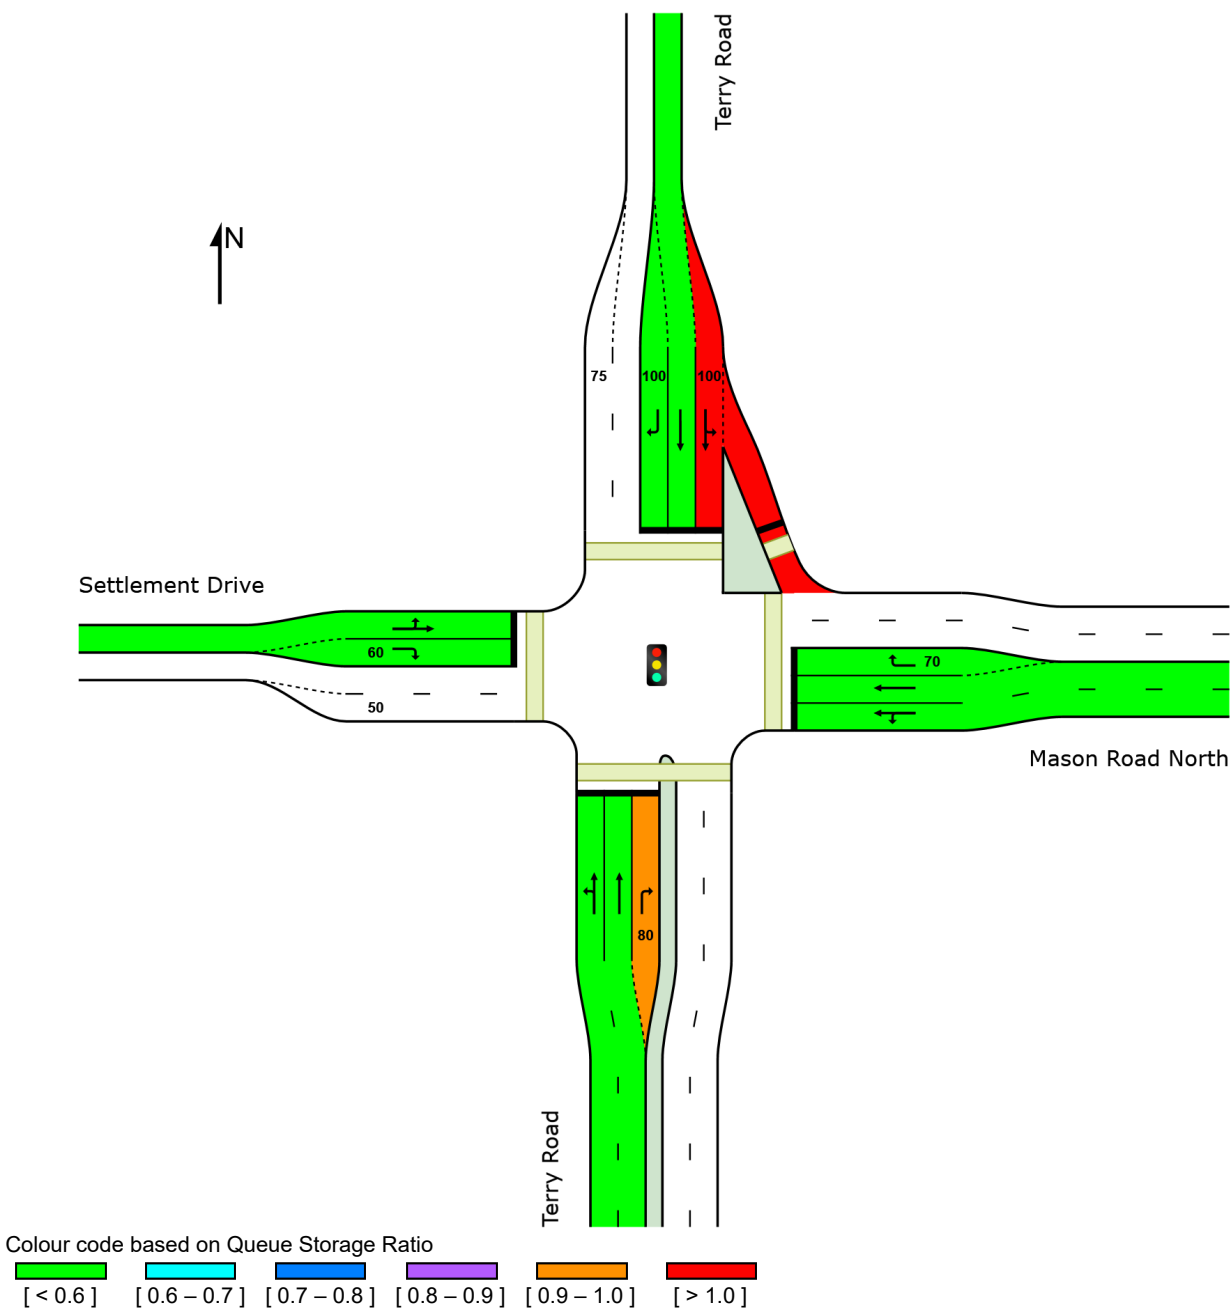 Terry Road
N
75
100
100
Settlement Drive
60
70
50
Mason Road North
80
Terry Road
Colour code based on Queue Storage Ratio
[ < 0.6 ] [ 0.6 – 0.7 ] [ 0.7 – 0.8 ] [ 0.8 – 0.9 ] [ 0.9 – 1.0 ] [ > 1.0 ]